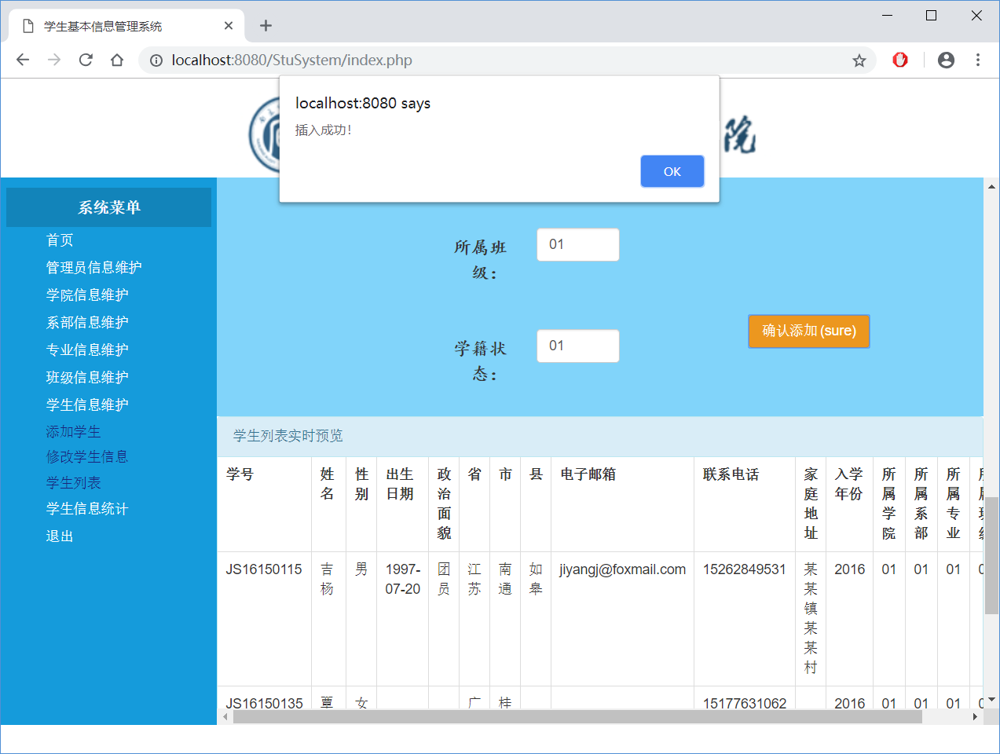 学生基本信息管理系统
localhost:8080/StuSystem/index.php
localhost:8080 says
插入成功！
OK
院
系统菜单
首页
管理员信息维护
学院信息维护
系部信息维护
专业信息维护
班级信息维护
学生信息维护
添加学生
修改学生信息
学生列表
学生信息统计
退出
所属班
级：
01
学籍状
态：
01
确认添加(sure)
学生列表实时预览
学号 姓名 性别 出生日期 政治面貌 省 市 县 电子邮箱 联系电话 家庭地址 入学年份 所属学院 所属系部 所属专业
JS16150115 吉杨 男 1997-07-20 团员 江苏 南通 如皋 jiyangj@foxmail.com 15262849531 某某镇某某村 2016 01 01 01
JS16150135 覃 女 广 桂 15177631062 2016 01 01 01